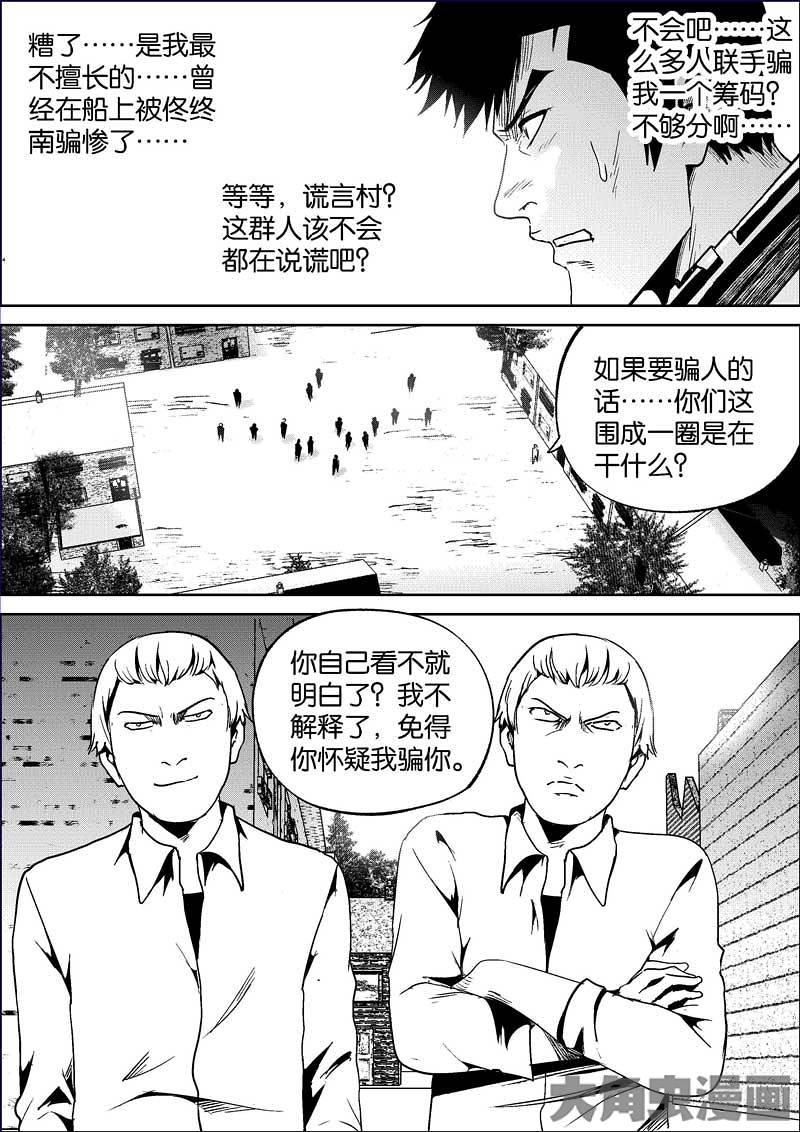 糟了……是我最
不擅长的……曾
经在船上被佟终
南骗惨了……
等等，谎言村？
这群人该不会
都在说谎吧？
不会吧……这
么多人联手骗
我一个筹码？
不够分啊……
如果要骗人的
话……你们这
围成一圈是在
干什么？
你自己看不就
明白了？我不
解释了，免得
你怀疑我骗你。
大角虫漫画